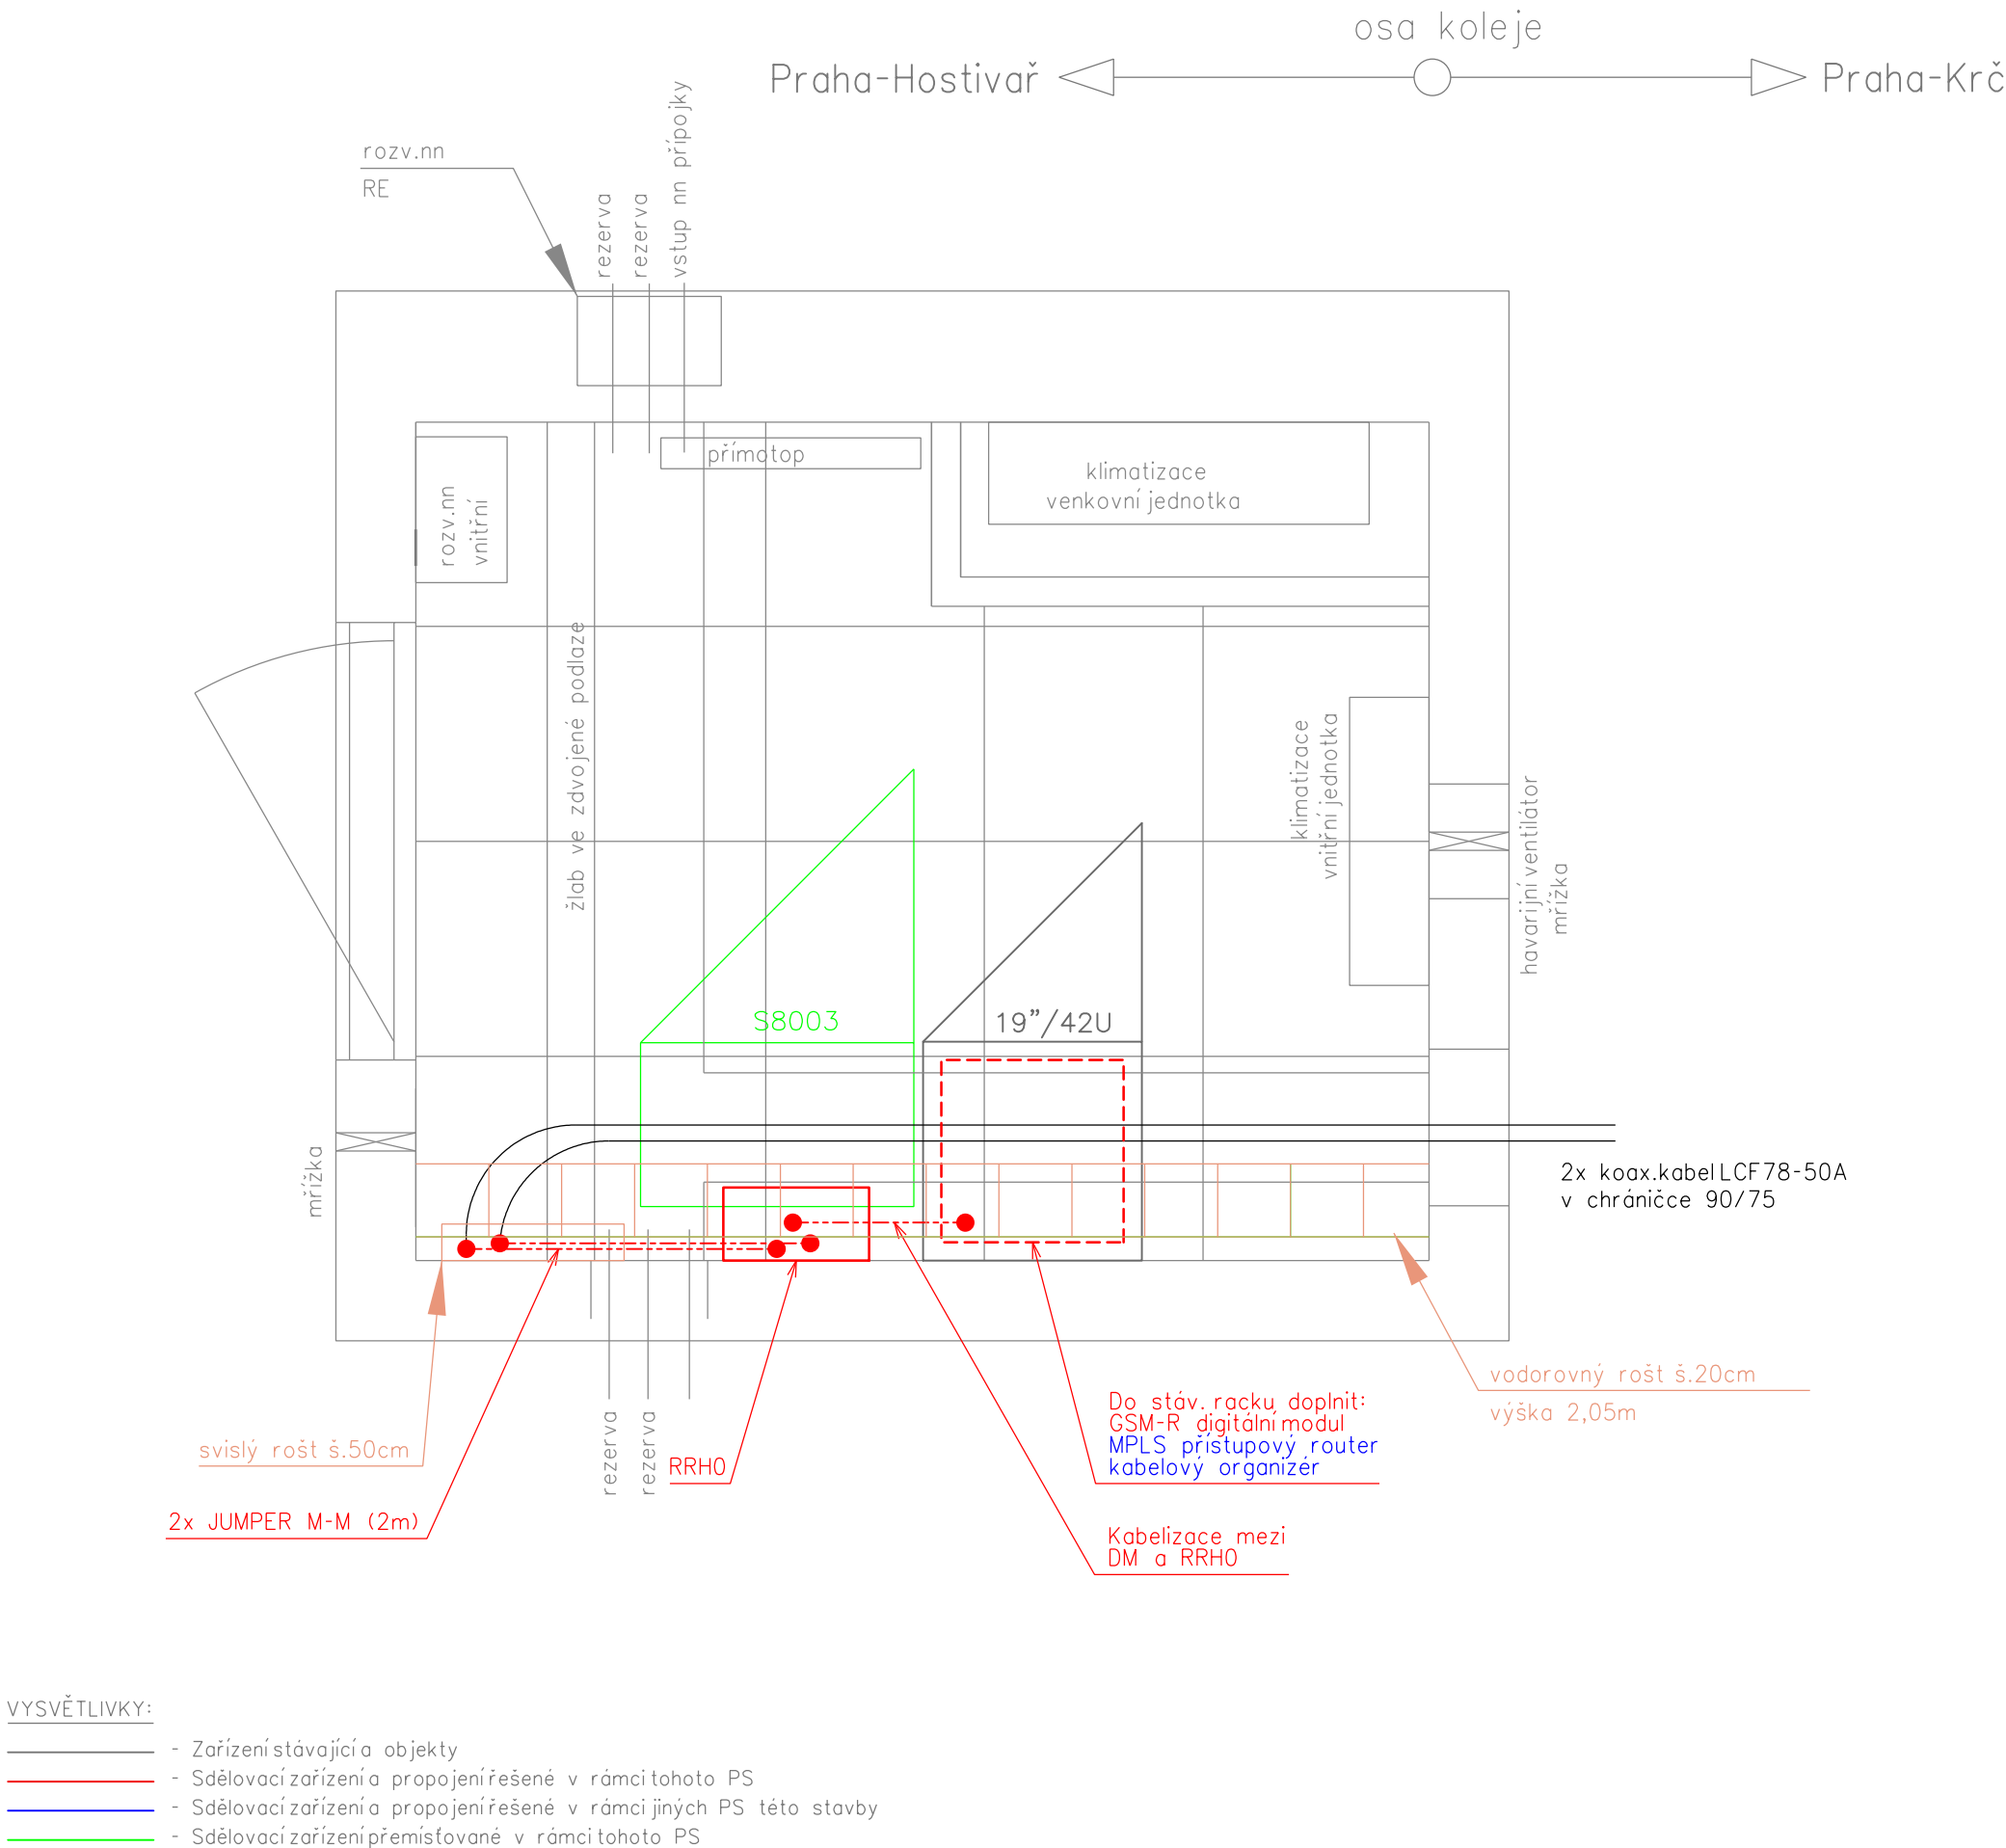 osa koleje
Praha-Hostivař
Praha-Krč
rozv.nn
RE
rezerva
rezerva
vstup nn přípojky
přímotop
klimatizace
venkovní jednotka
rozv.nn
vnitřní
žlab ve zdvojené podlaze
klimatizace
vnitřní jednotka
havarijní ventilátor
mřížka
S8003
19”/42U
mřížka
2x koax.kabel LCF78-50A
v chráničce 90/75
vodorovný rošt š.20cm
výška 2,05m
Do stáv. racku doplnit:
GSM-R digitální modul
MPLS přístupový router
kabelový organizér
svislý rošt š.50cm
rezerva
rezerva
RRH0
2x JUMPER M-M (2m)
Kabelizace mezi
DM a RRH0
VYSVĚTLIVKY:
- Zařízení stávající a objekty
- Sdělovací zařízení a propojení řešené v rámci tohoto PS
- Sdělovací zařízení a propojení řešené v rámci jiných PS této stavby
- Sdělovací zařízení přemísťované v rámci tohoto PS